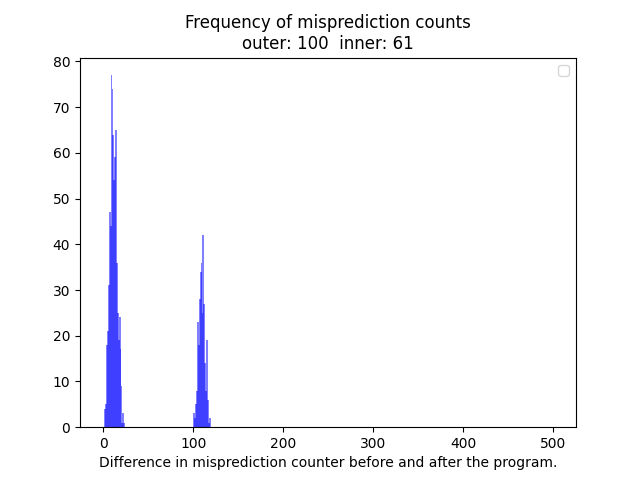 Frequency of misprediction counts
outer: 100 inner: 61
80
70
60
50
40
30
20
10
0
0 100 200 300 400 500
Difference in misprediction counter before and after the program.